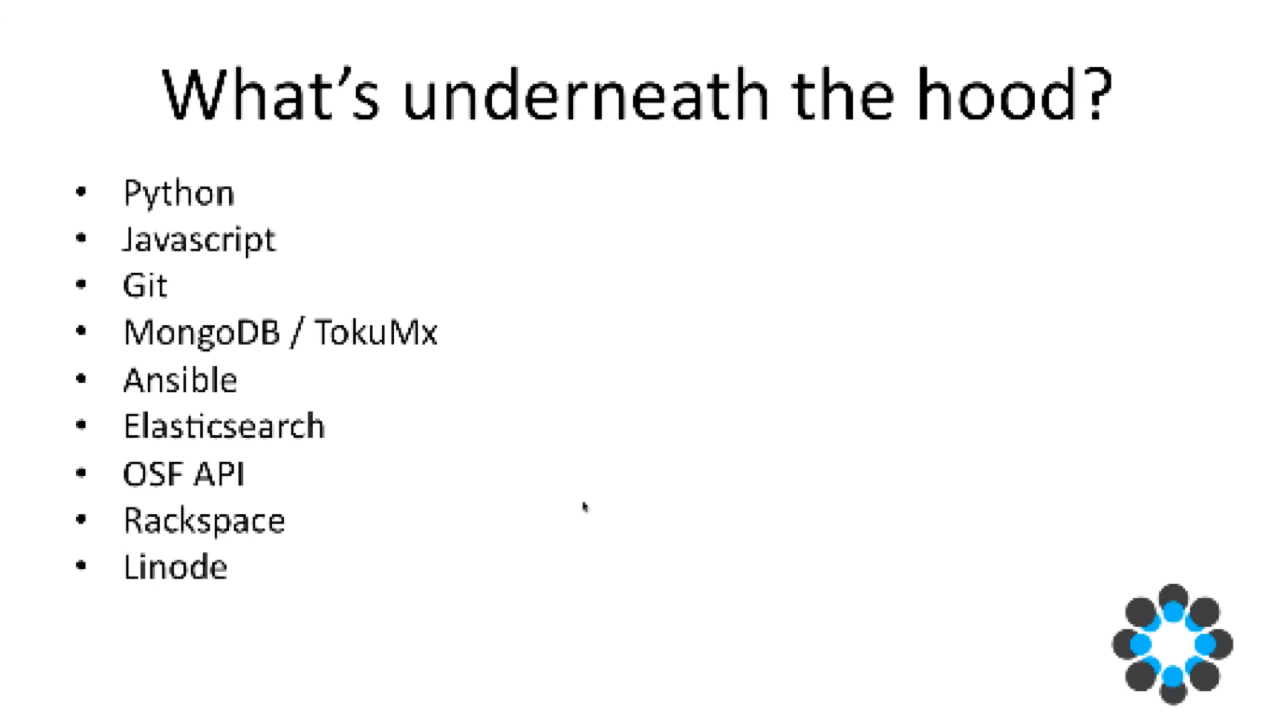 What’s underneath the hood?
• Python
• Javascript
• Git
• MongoDB / TokuMx
• Ansible
• Elasticsearch
• OSF API
• Rackspace
• Linode